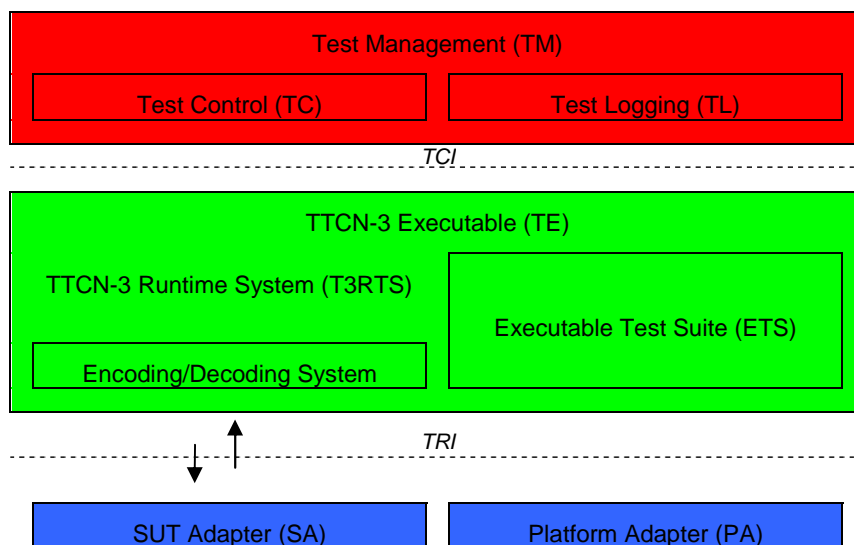 Test Management (TM)
Test Control (TC)
Test Logging (TL)
TCI
TTCN-3 Executable (TE)
TTCN-3 Runtime System (T3RTS)
Executable Test Suite (ETS)
Encoding/Decoding System
TRI
SUT Adapter (SA)
Platform Adapter (PA)